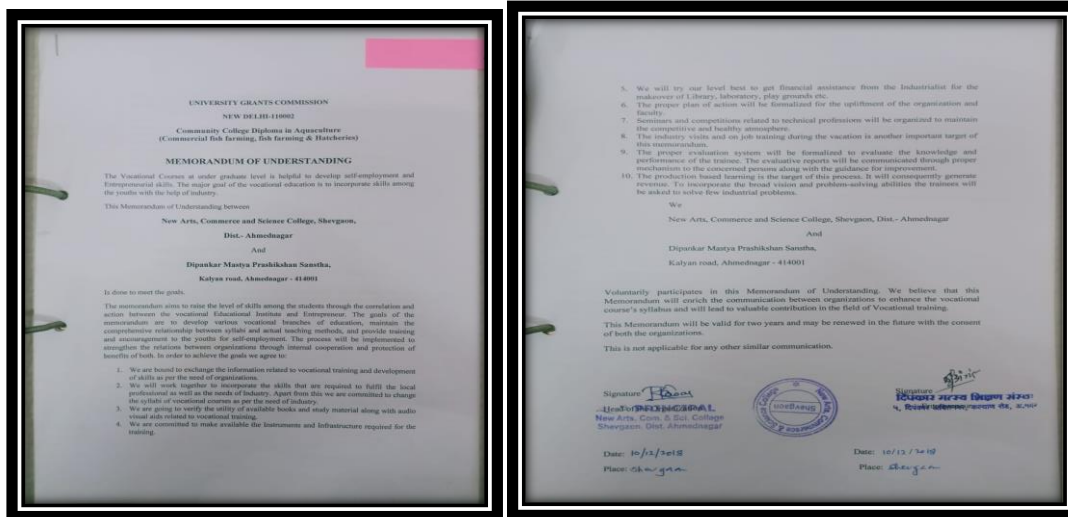 UNIVERSITY GRANTS COMMISSION
NEW DELHI-110002
Community College Diploma in Aquaculture
(Commercial fish farming, fish farming & Hatcheries)
MEMORANDUM OF UNDERSTANDING
The Vocational Courses at under graduate level is helpful to develop self-employment and
Entrepreneurial skills. The major goal of the vocational education is to incorporate skills among
the youths with the help of industry.
This Memorandum of Understanding between
New Arts, Commerce and Science College, Shevgaon,
Dist.- Ahmednagar
And
Dipankar Mastya Prashikshan Sanstha,
Kalyan road, Ahmednagar - 414001
Is done to meet the goals.
The memorandum aims to raise the level of skills among the students through the correlation and
action between the vocational Educational Institute and Entrepreneur. The goals of the
memorandum are to develop various vocational branches of education, maintain the
comprehensive relationship between syllabi and actual teaching methods, and provide training
and encouragement to the youths for self-employment. The process will be implemented to
strengthen the relations between organizations through internal cooperation and protection of
benefits of both. In order to achieve the goals we agree to:
1. We are bound to exchange the information related to vocational training and development
of skills as per the need of organizations.
2. We will work together to incorporate the skills that are required to fulfil the local
professional as well as the needs of Industry. Apart from this we are committed to change
the syllabi of vocational courses as per the need of industry.
3. We are going to verify the utility of available books and study material along with audio
visual aids related to vocational training.
4. We are committed to make available the Instruments and Infrastructure required for the
training.
5. We will try our level best to get financial assistance from the Industrialist for the
makeover of Library, laboratory, play grounds etc.
6. The proper plan of action will be formalized for the upliftment of the organization and
faculty.
7. Seminars and competitions related to technical professions will be organized to maintain
the competitive and healthy atmosphere.
8. The industry visits and on job training during the vacation is another important target of
this memorandum.
9. The proper evaluation system will be formalized to evaluate the knowledge and
performance of the trainee. The evaluative reports will be communicated through proper
mechanism to the concerned persons along with the guidance for improvement.
10. The production based learning is the target of this process. It will consequently generate
revenue. To incorporate the broad vision and problem-solving abilities the trainees will
be asked to solve few industrial problems.
We
New Arts, Commerce and Science College, Shevgaon, Dist.- Ahmednagar
And
Dipankar Mastya Prashikshan Sanstha,
Kalyan road, Ahmednagar - 414001
Voluntarily participates in this Memorandum of Understanding. We believe that this
Memorandum will enrich the communication between organizations to enhance the vocational
course's syllabus and will lead to valuable contribution in the field of Vocational training.
This Memorandum will be valid for two years and may be renewed in the future with the consent
of both the organizations.
This is not applicable for any other similar communication.
Signature
PRINCIPAL
New Arts, Com. & Sci. College
Shevgaon, Dist. Ahmednagar
Date: 10/12/2018
Place: Shevgaon
New Arts, Commerce & Science College
SHEVGAON
Signature
दिपंकर मत्स्य शिक्षण संस्था
Date: 10/12/2018
Place: Shevgaon